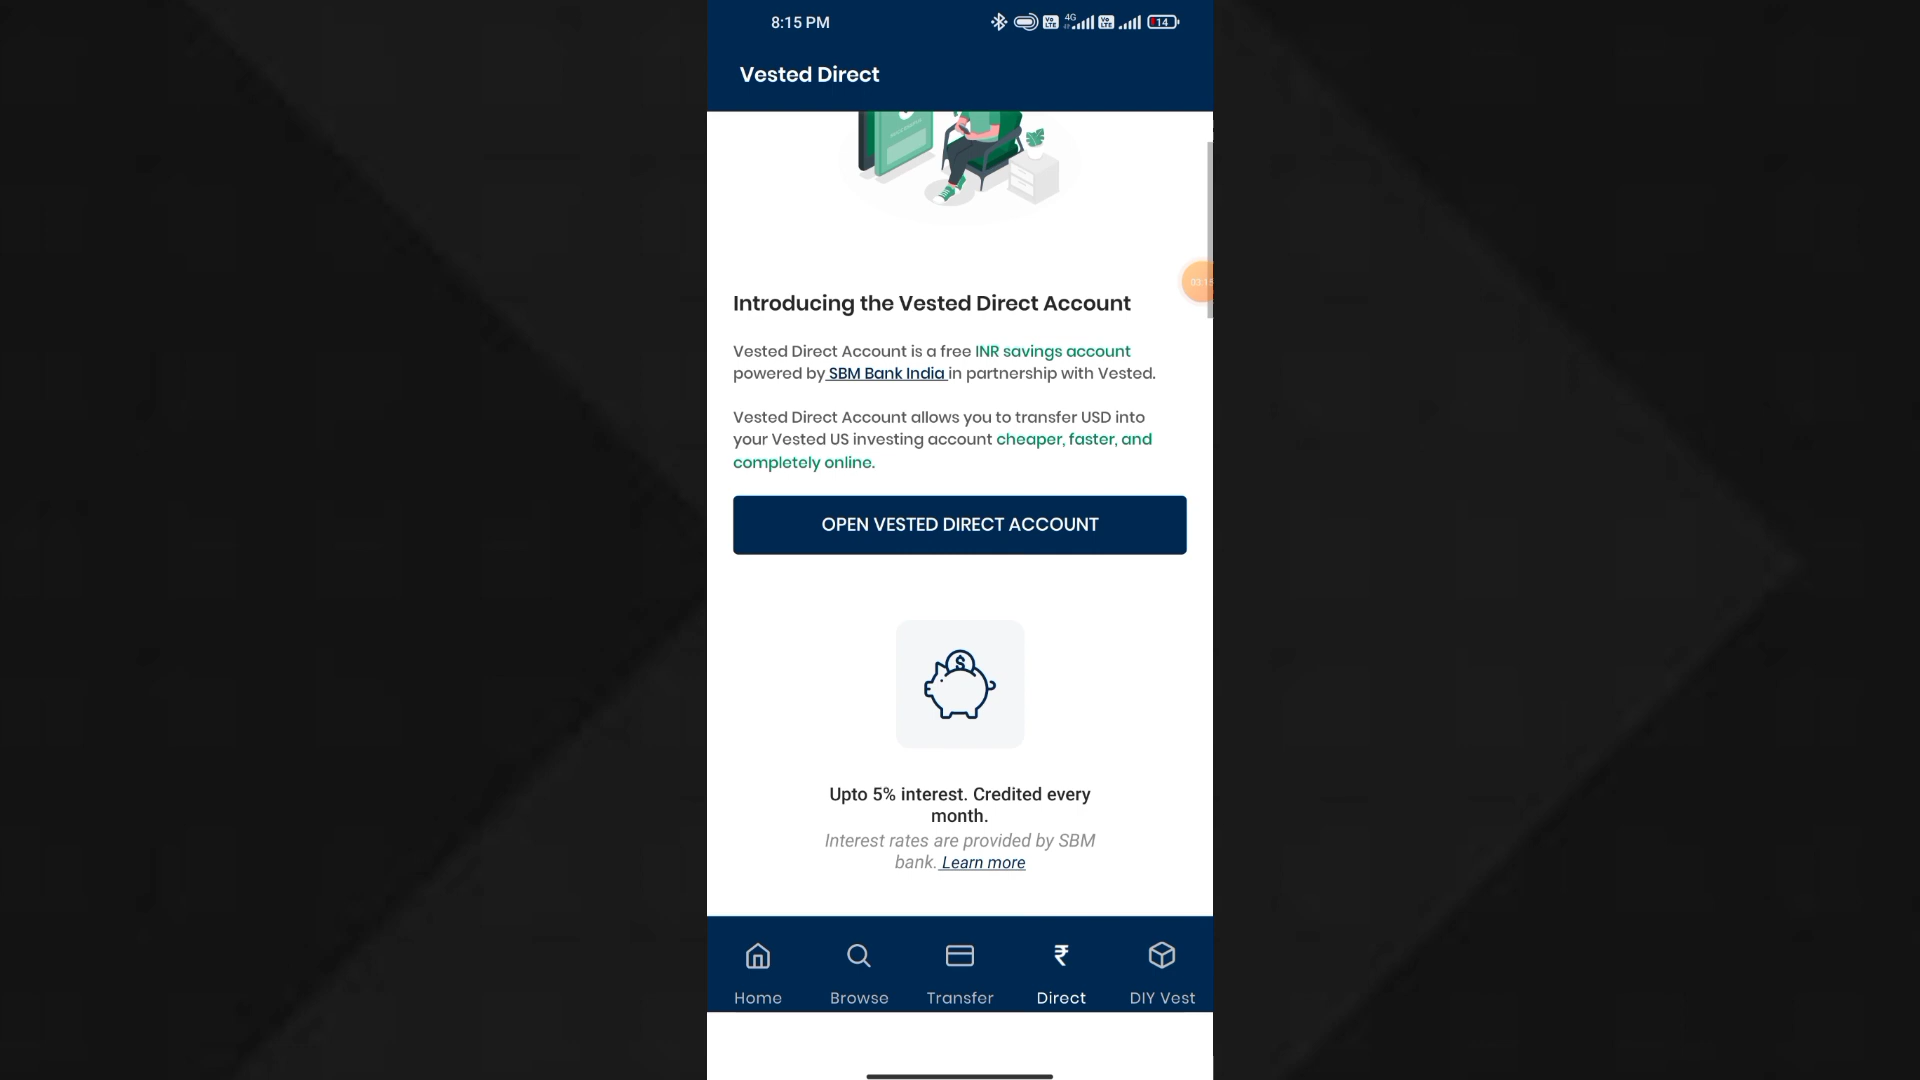 8:15 PM
4G
14
Vested Direct
Introducing the Vested Direct Account
Vested Direct Account is a free INR savings account
powered by SBM Bank India in partnership with Vested.
Vested Direct Account allows you to transfer USD into
your Vested US investing account cheaper, faster, and
completely online.
OPEN VESTED DIRECT ACCOUNT
$
Upto 5% interest. Credited every
month.
Interest rates are provided by SBM
bank. Learn more
₹
Home Browse Transfer Direct DIY Vest